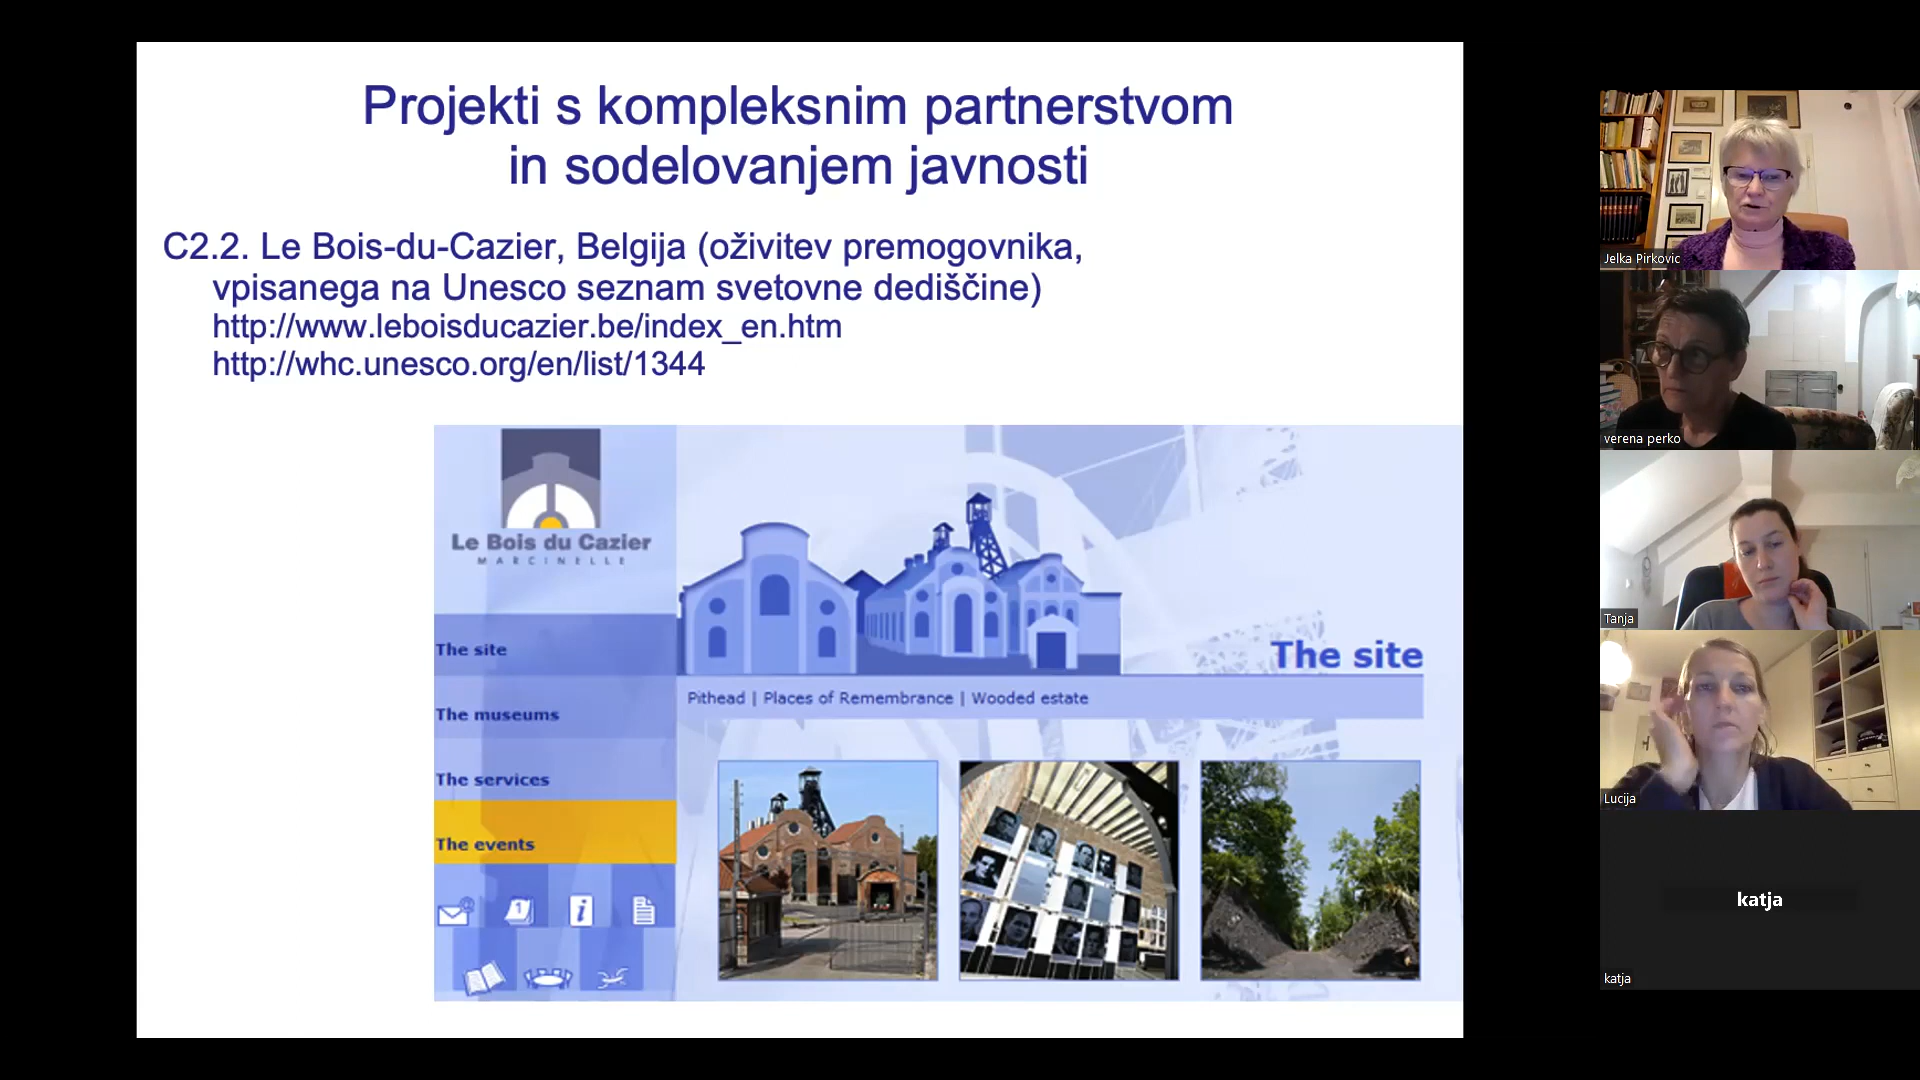 Projekti s kompleksnim partnerstvom
in sodelovanjem javnosti
C2.2. Le Bois-du-Cazier, Belgija (oživitev premogovnika,
vpisanega na Unesco seznam svetovne dediščine)
http://www.leboisducazier.be/index_en.htm
http://whc.unesco.org/en/list/1344
Le Bois du Cazier
MARCINELLE
The site
The museums
The services
The events
1
i
The site
Pithead | Places of Remembrance | Wooded estate
Jelka Pirkovic
verena perko
Tanja
Lucija
katja
katja